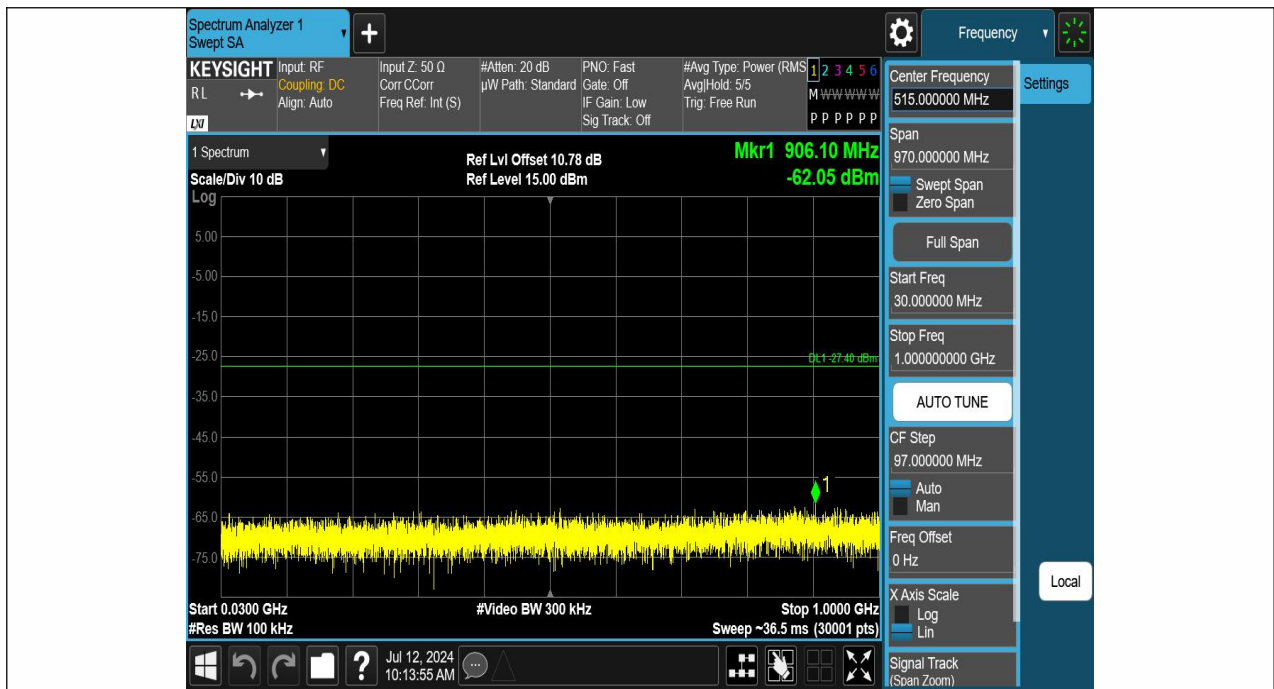 Spectrum Analyzer 1
Swept SA
+
Frequency
KEYSIGHT
RL
LXI
Input: RF
Coupling: DC
Align: Auto
Input Z: 50 Ω
Corr CCorr
Freq Ref: Int (S)
#Atten: 20 dB
µW Path: Standard
PNO: Fast
Gate: Off
IF Gain: Low
Sig Track: Off
#Avg Type: Power (RMS
Avg|Hold: 5/5
Trig: Free Run
1 2 3 4 5 6
M W W W W W
P P P P P P
1 Spectrum
Scale/Div 10 dB
Ref Lvl Offset 10.78 dB
Ref Level 15.00 dBm
Mkr1 906.10 MHz
-62.05 dBm
Log
5.00
-5.00
-15.0
-25.0
DL1 -27.40 dBm
-35.0
-45.0
-55.0
1
-65.0
-75.0
Start 0.0300 GHz
#Video BW 300 kHz
Stop 1.0000 GHz
#Res BW 100 kHz
Sweep ~36.5 ms (30001 pts)
Center Frequency
515.000000 MHz
Settings
Span
970.000000 MHz
Swept Span
Zero Span
Full Span
Start Freq
30.000000 MHz
Stop Freq
1.000000000 GHz
AUTO TUNE
CF Step
97.000000 MHz
Auto
Man
Freq Offset
0 Hz
X Axis Scale
Log
Lin
Signal Track
(Span Zoom)
Local
?
Jul 12, 2024
10:13:55 AM